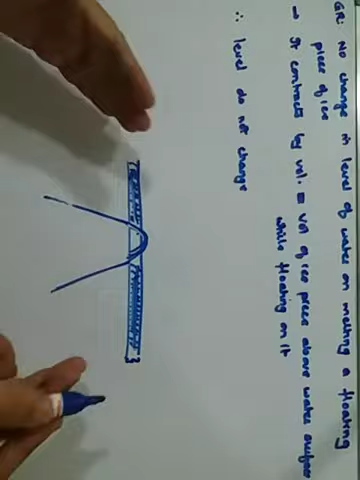 GR: No change in level of water on melting a floating
piece of ice
→ It contracts by vol. = vol of ice piece above water surface
while floating on it
∴ level do not change